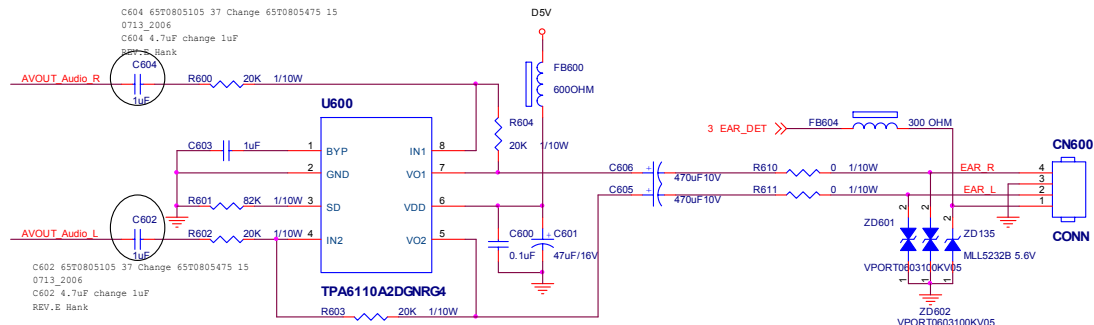 C604 65T0805105 37 Change 65T0805475 15
0713_2006
C604 4.7uF change 1uF
REV.E Hank
C604
AVOUT_Audio_R
1uF
R600 20K 1/10W
D5V
FB600
600OHM
U600
R604
20K 1/10W
3 EAR_DET
FB604 300 OHM
CN600
C603 1uF
1 BYP IN1 8
2 GND VO1 7
C606
470uF10V
R610 0 1/10W
EAR_R
4
3
C605
470uF10V
R611 0 1/10W
EAR_L
2
1
R601 82K 1/10W
3 SD VDD 6
C602
AVOUT_Audio_L
1uF
R602 20K 1/10W
4 IN2 VO2 5
C600
0.1uF
C601
47uF/16V
2 2 2
ZD601
ZD135
CONN
MLL5232B 5.6V
VPORT0603100KV05
1 1 1
C602 65T0805105 37 Change 65T0805475 15
0713_2006
C602 4.7uF change 1uF
REV.E Hank
TPA6110A2DGNRG4
R603 20K 1/10W
ZD602
VPORT0603100KV05